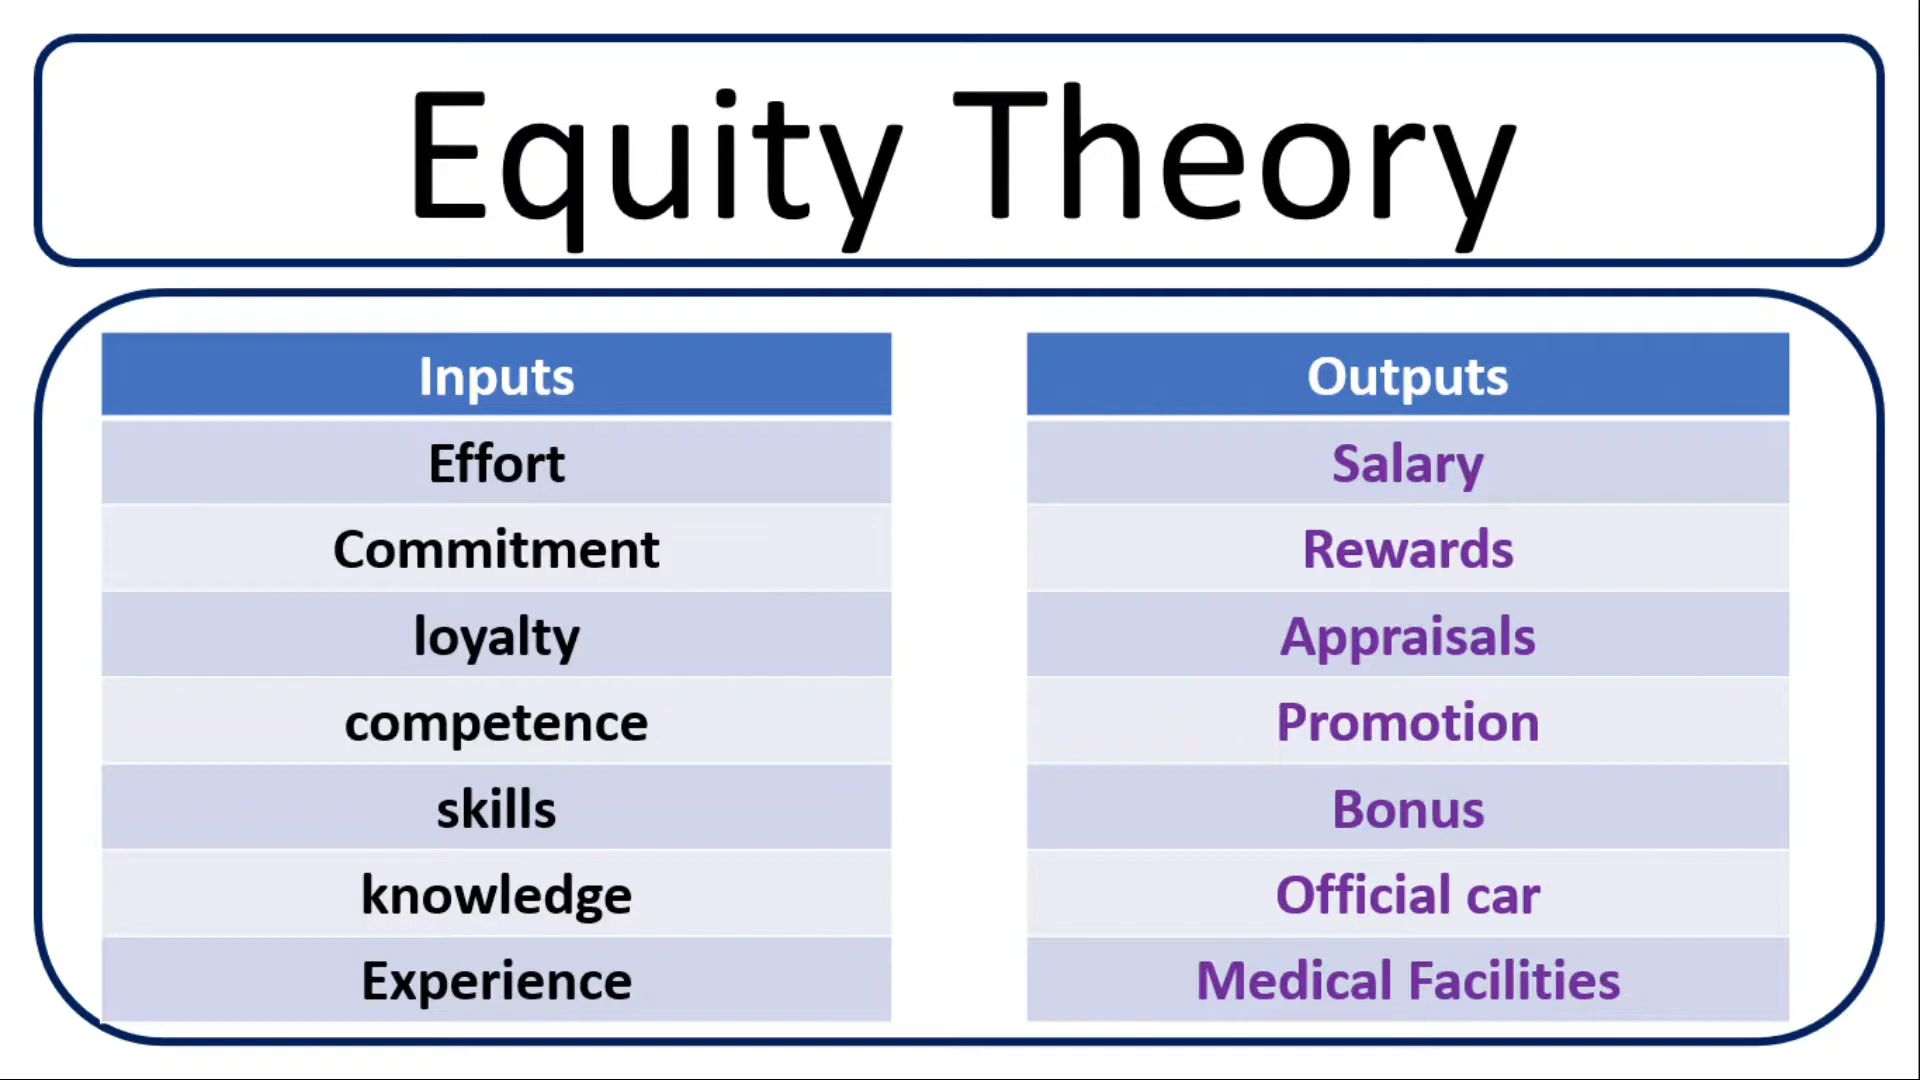 Equity Theory
Inputs
Effort
Commitment
loyalty
competence
skills
knowledge
Experience
Outputs
Salary
Rewards
Appraisals
Promotion
Bonus
Official car
Medical Facilities